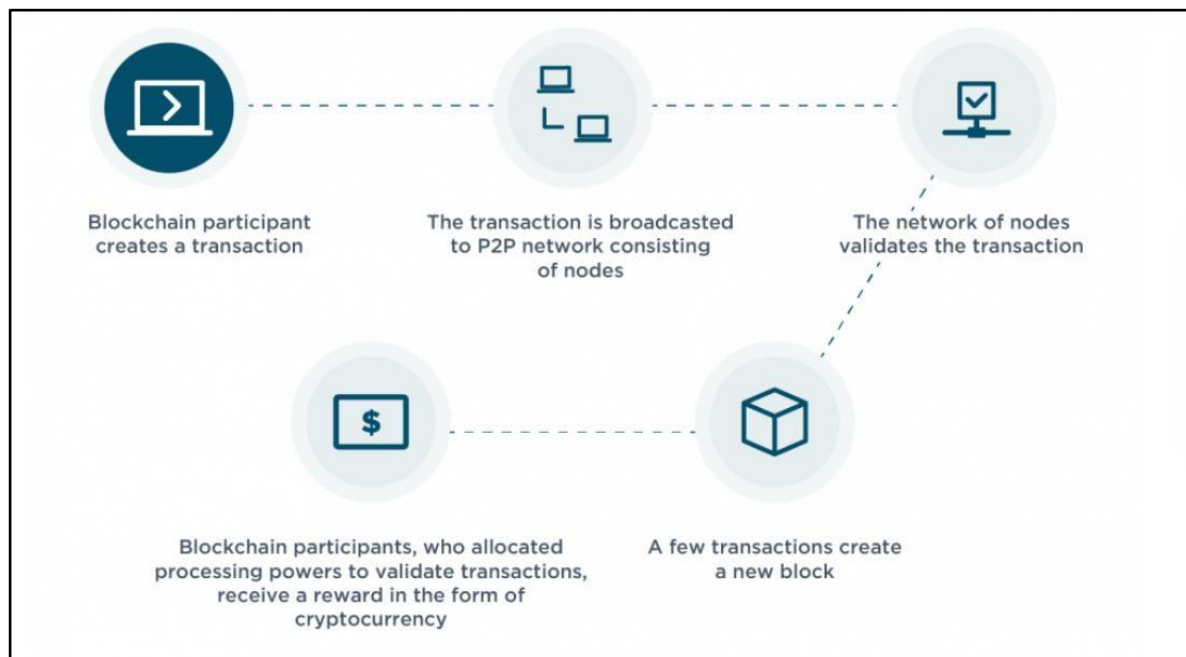 Blockchain participant
creates a transaction
The transaction is broadcasted
to P2P network consisting
of nodes
The network of nodes
validates the transaction
$
Blockchain participants, who allocated
processing powers to validate transactions,
receive a reward in the form of
cryptocurrency
A few transactions create
a new block